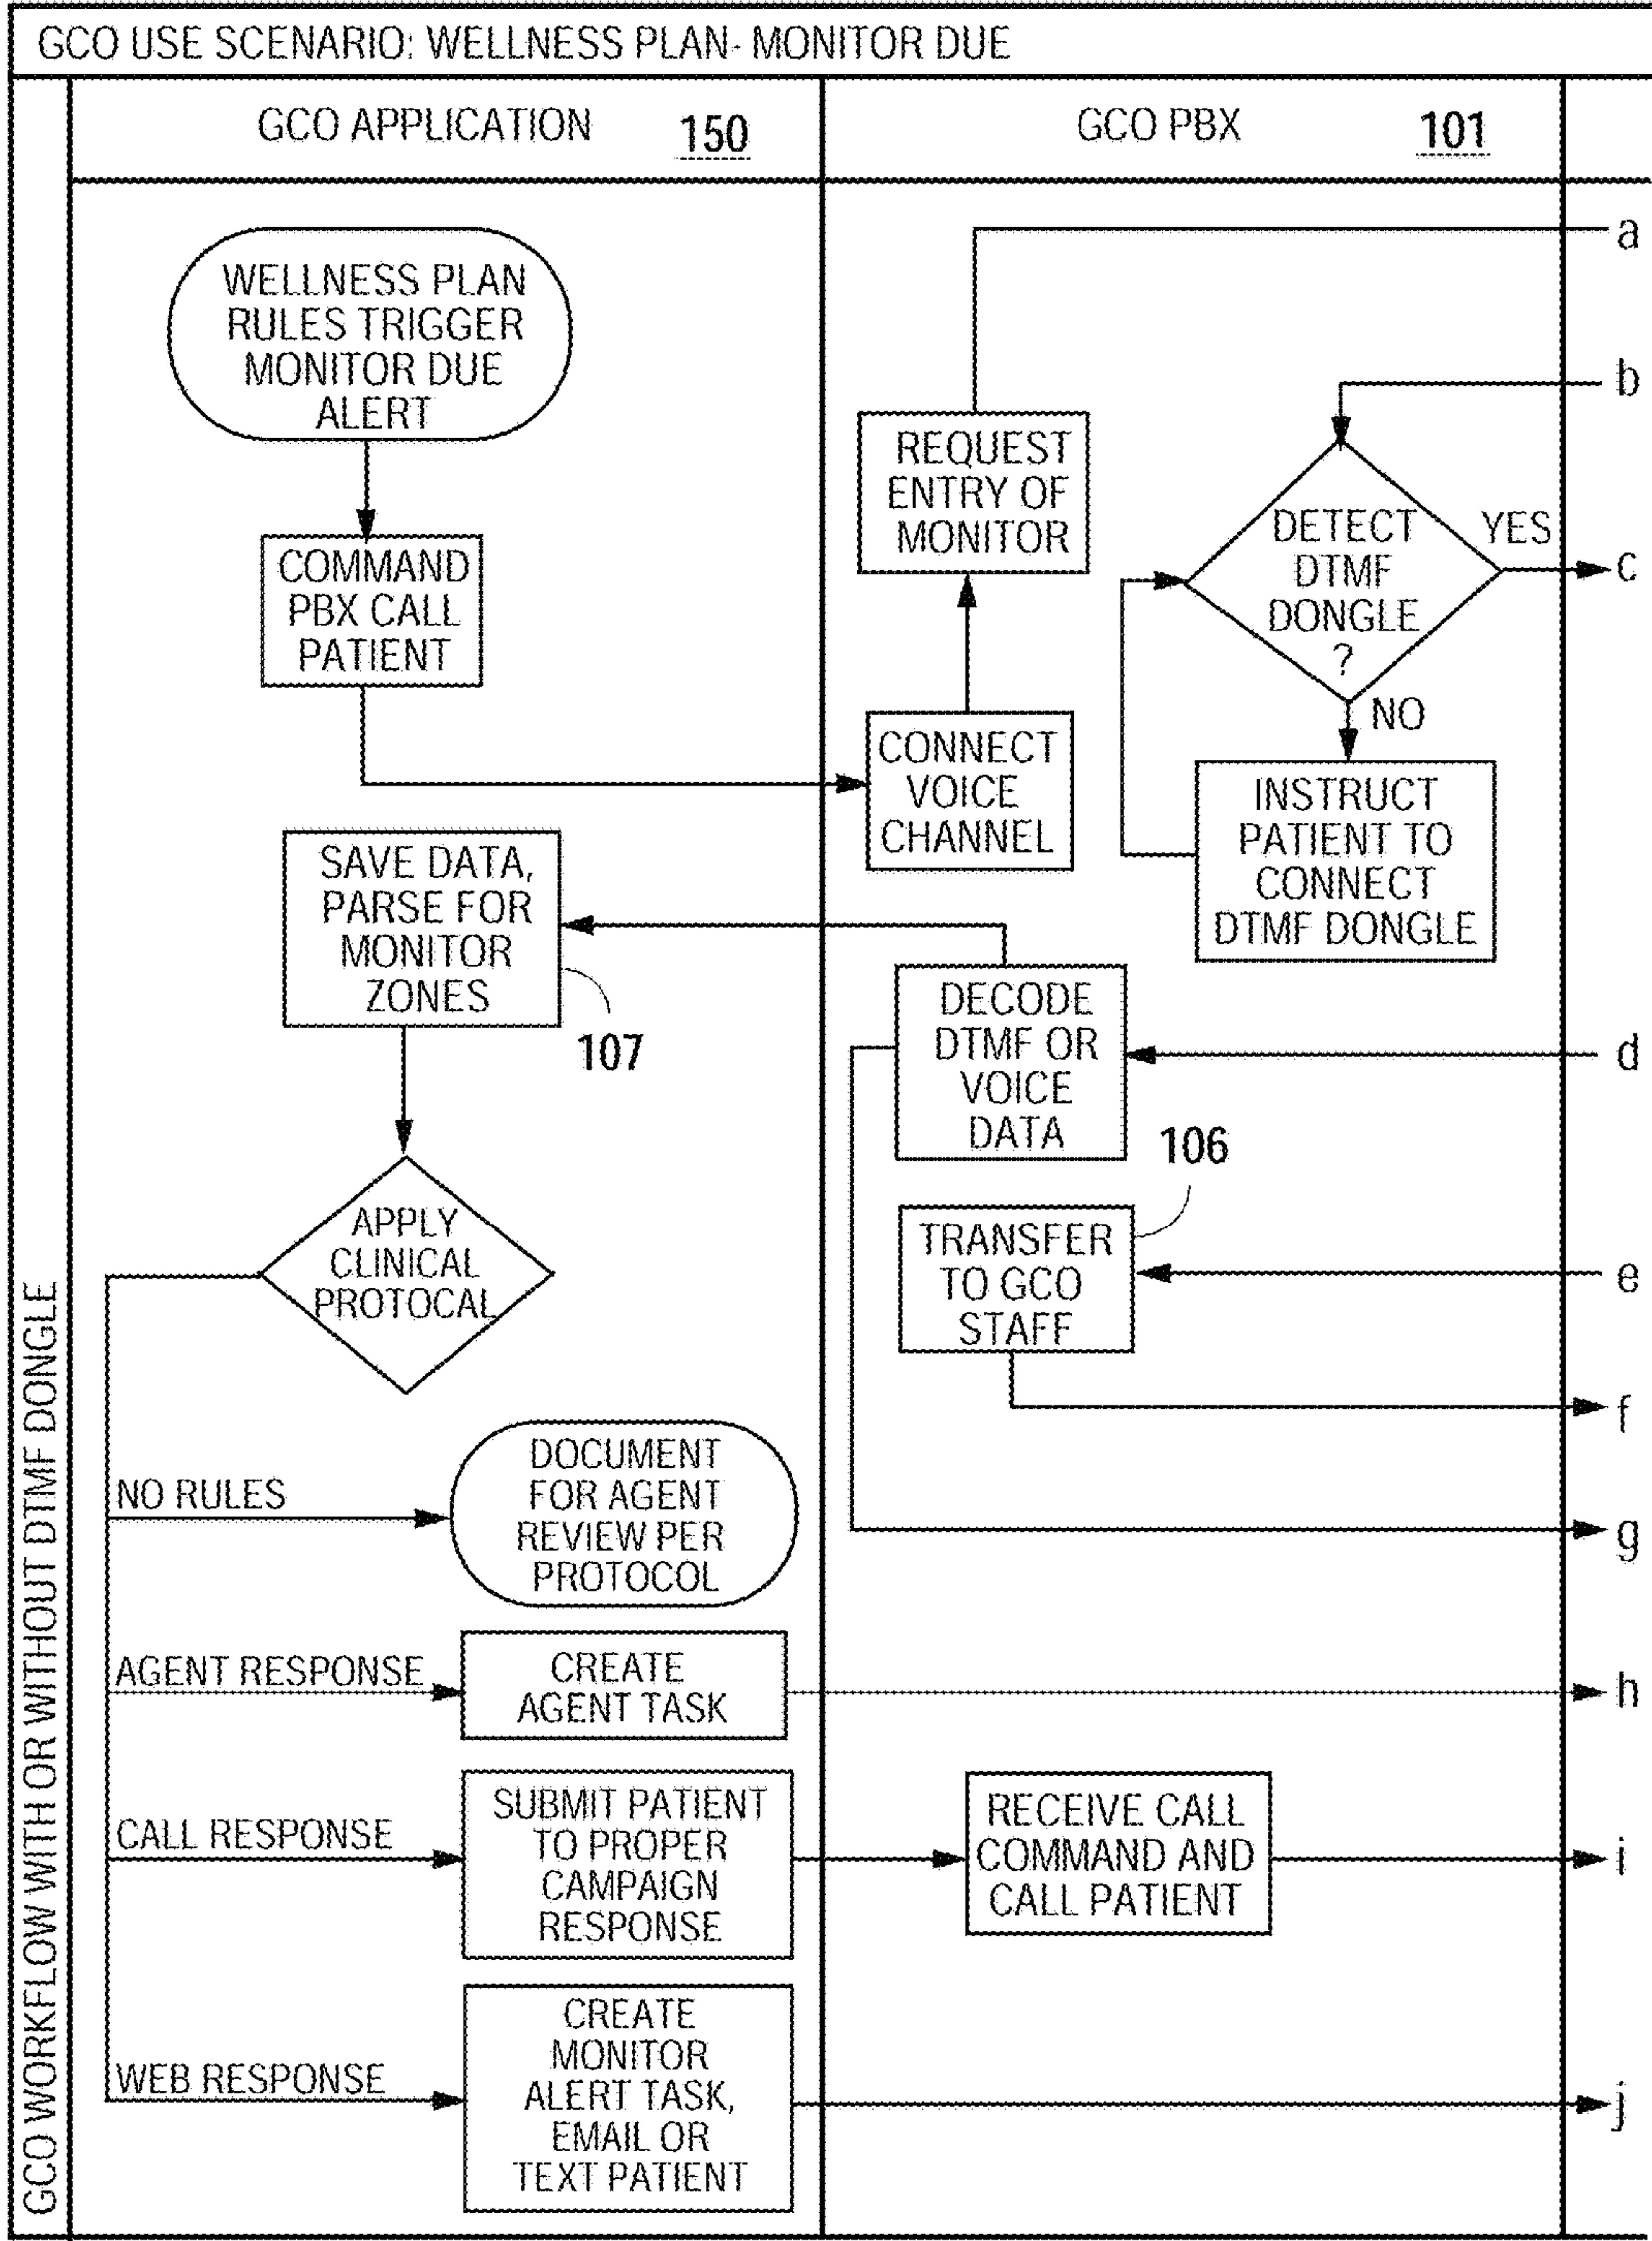 GCO USE SCENARIO: WELLNESS PLAN- MONITOR DUE
GCO WORKFLOW WITH OR WITHOUT DTMF DONGLE
GCO APPLICATION 150
GCO PBX 101
WELLNESS PLAN
RULES TRIGGER
MONITOR DUE
ALERT
COMMAND
PBX CALL
PATIENT
SAVE DATA,
PARSE FOR
MONITOR
ZONES
107
APPLY
CLINICAL
PROTOCAL
NO RULES
DOCUMENT
FOR AGENT
REVIEW PER
PROTOCOL
AGENT RESPONSE
CREATE
AGENT TASK
CALL RESPONSE
SUBMIT PATIENT
TO PROPER
CAMPAIGN
RESPONSE
WEB RESPONSE
CREATE
MONITOR
ALERT TASK,
EMAIL OR
TEXT PATIENT
REQUEST
ENTRY OF
MONITOR
CONNECT
VOICE
CHANNEL
DETECT
DTMF
DONGLE
?
YES
NO
INSTRUCT
PATIENT TO
CONNECT
DTMF DONGLE
DECODE
DTMF OR
VOICE
DATA
106
TRANSFER
TO GCO
STAFF
RECEIVE CALL
COMMAND AND
CALL PATIENT
a
b
c
d
e
f
g
h
i
j